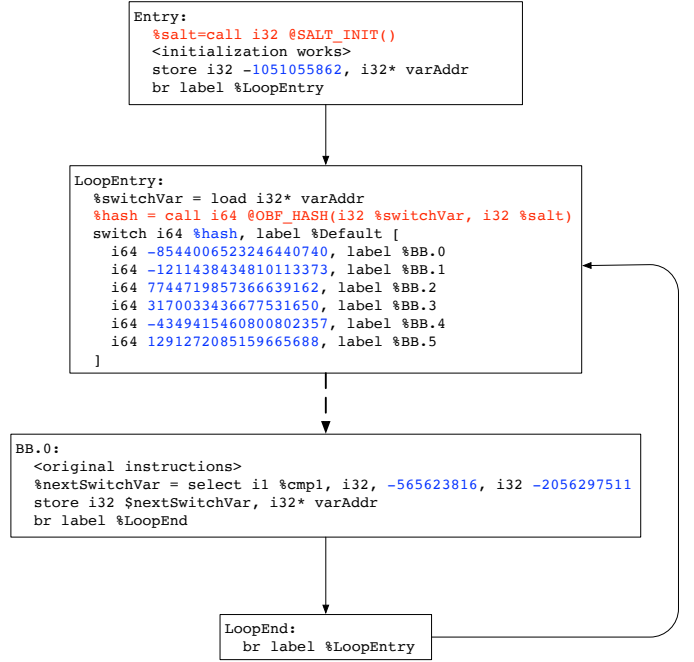 Entry:
%salt=call i32 @SALT_INIT()
<initialization works>
store i32 -1051055862, i32* varAddr
br label %LoopEntry
LoopEntry:
%switchVar = load i32* varAddr
%hash = call i64 @OBF_HASH(i32 %switchVar, i32 %salt)
switch i64 %hash, label %Default [
i64 -8544006523246440740, label %BB.0
i64 -1211438434810113373, label %BB.1
i64 7744719857366639162, label %BB.2
i64 3170033436677531650, label %BB.3
i64 -4349415460800802357, label %BB.4
i64 1291272085159665688, label %BB.5
]
BB.0:
<original instructions>
%nextSwitchVar = select i1 %cmp1, i32, -565623816, i32 -2056297511
store i32 $nextSwitchVar, i32* varAddr
br label %LoopEnd
LoopEnd:
br label %LoopEntry